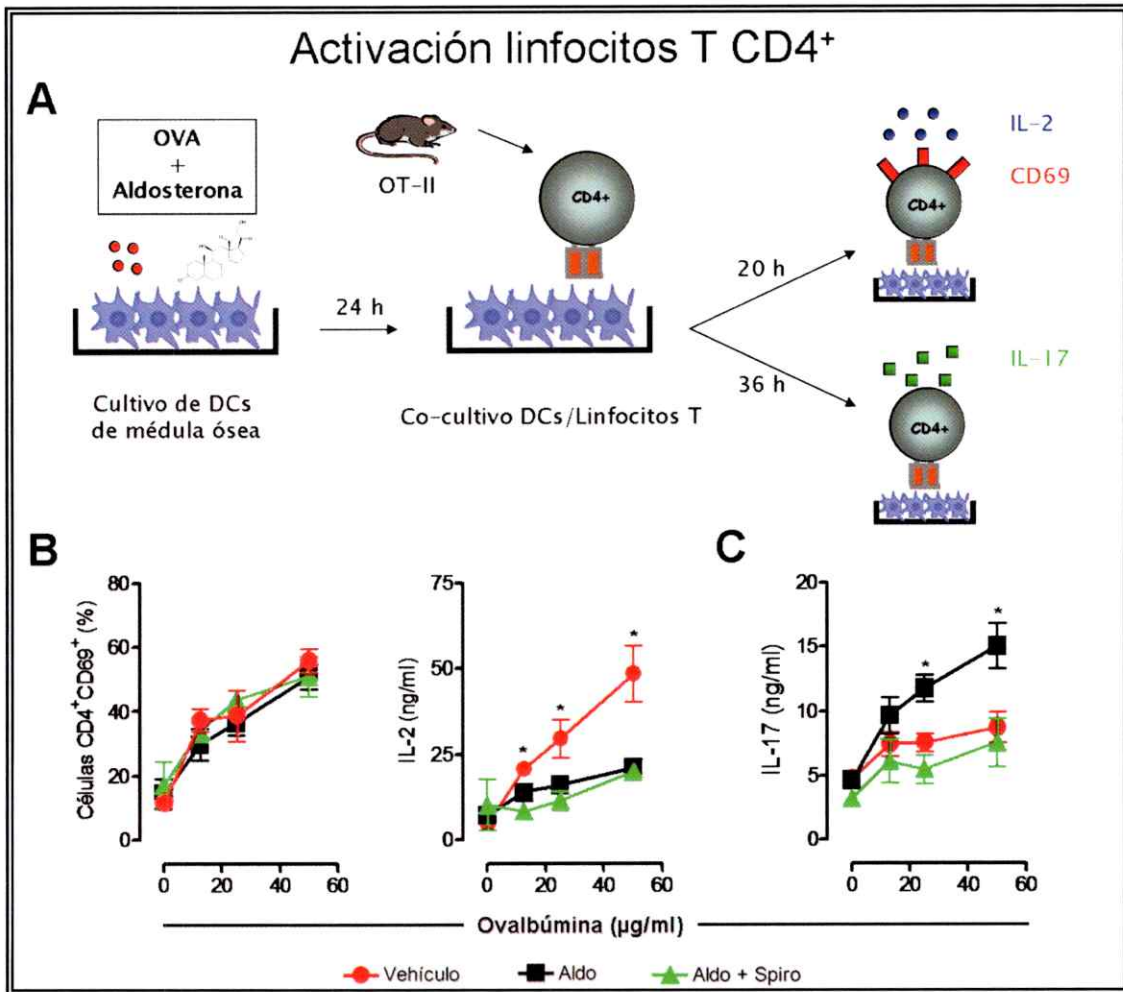 Activación linfocitos T CD4+
A
OVA
+
Aldosterona
OT-II
CD4+
24 h
20 h
36 h
CD4+
IL-2
CD69
CD4+
IL-17
Cultivo de DCs
de médula ósea
Co-cultivo DCs/Linfocitos T
B
Células CD4+CD69+ (%)
80
60
40
20
0
0 20 40 60
IL-2 (ng/ml)
75
50
25
0
* * *
0 20 40 60
C
IL-17 (ng/ml)
20
15
10
5
0
* *
0 20 40 60
Ovalbúmina (µg/ml)
Vehículo Aldo Aldo + Spiro